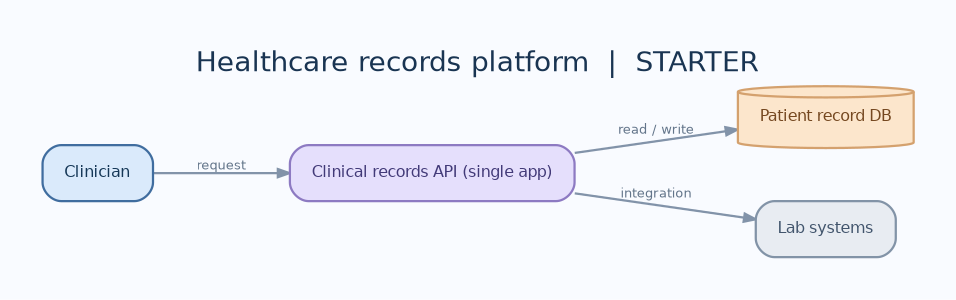 Healthcare records platform | STARTER
Clinician
request
Clinical records API (single app)
read / write
Patient record DB
integration
Lab systems